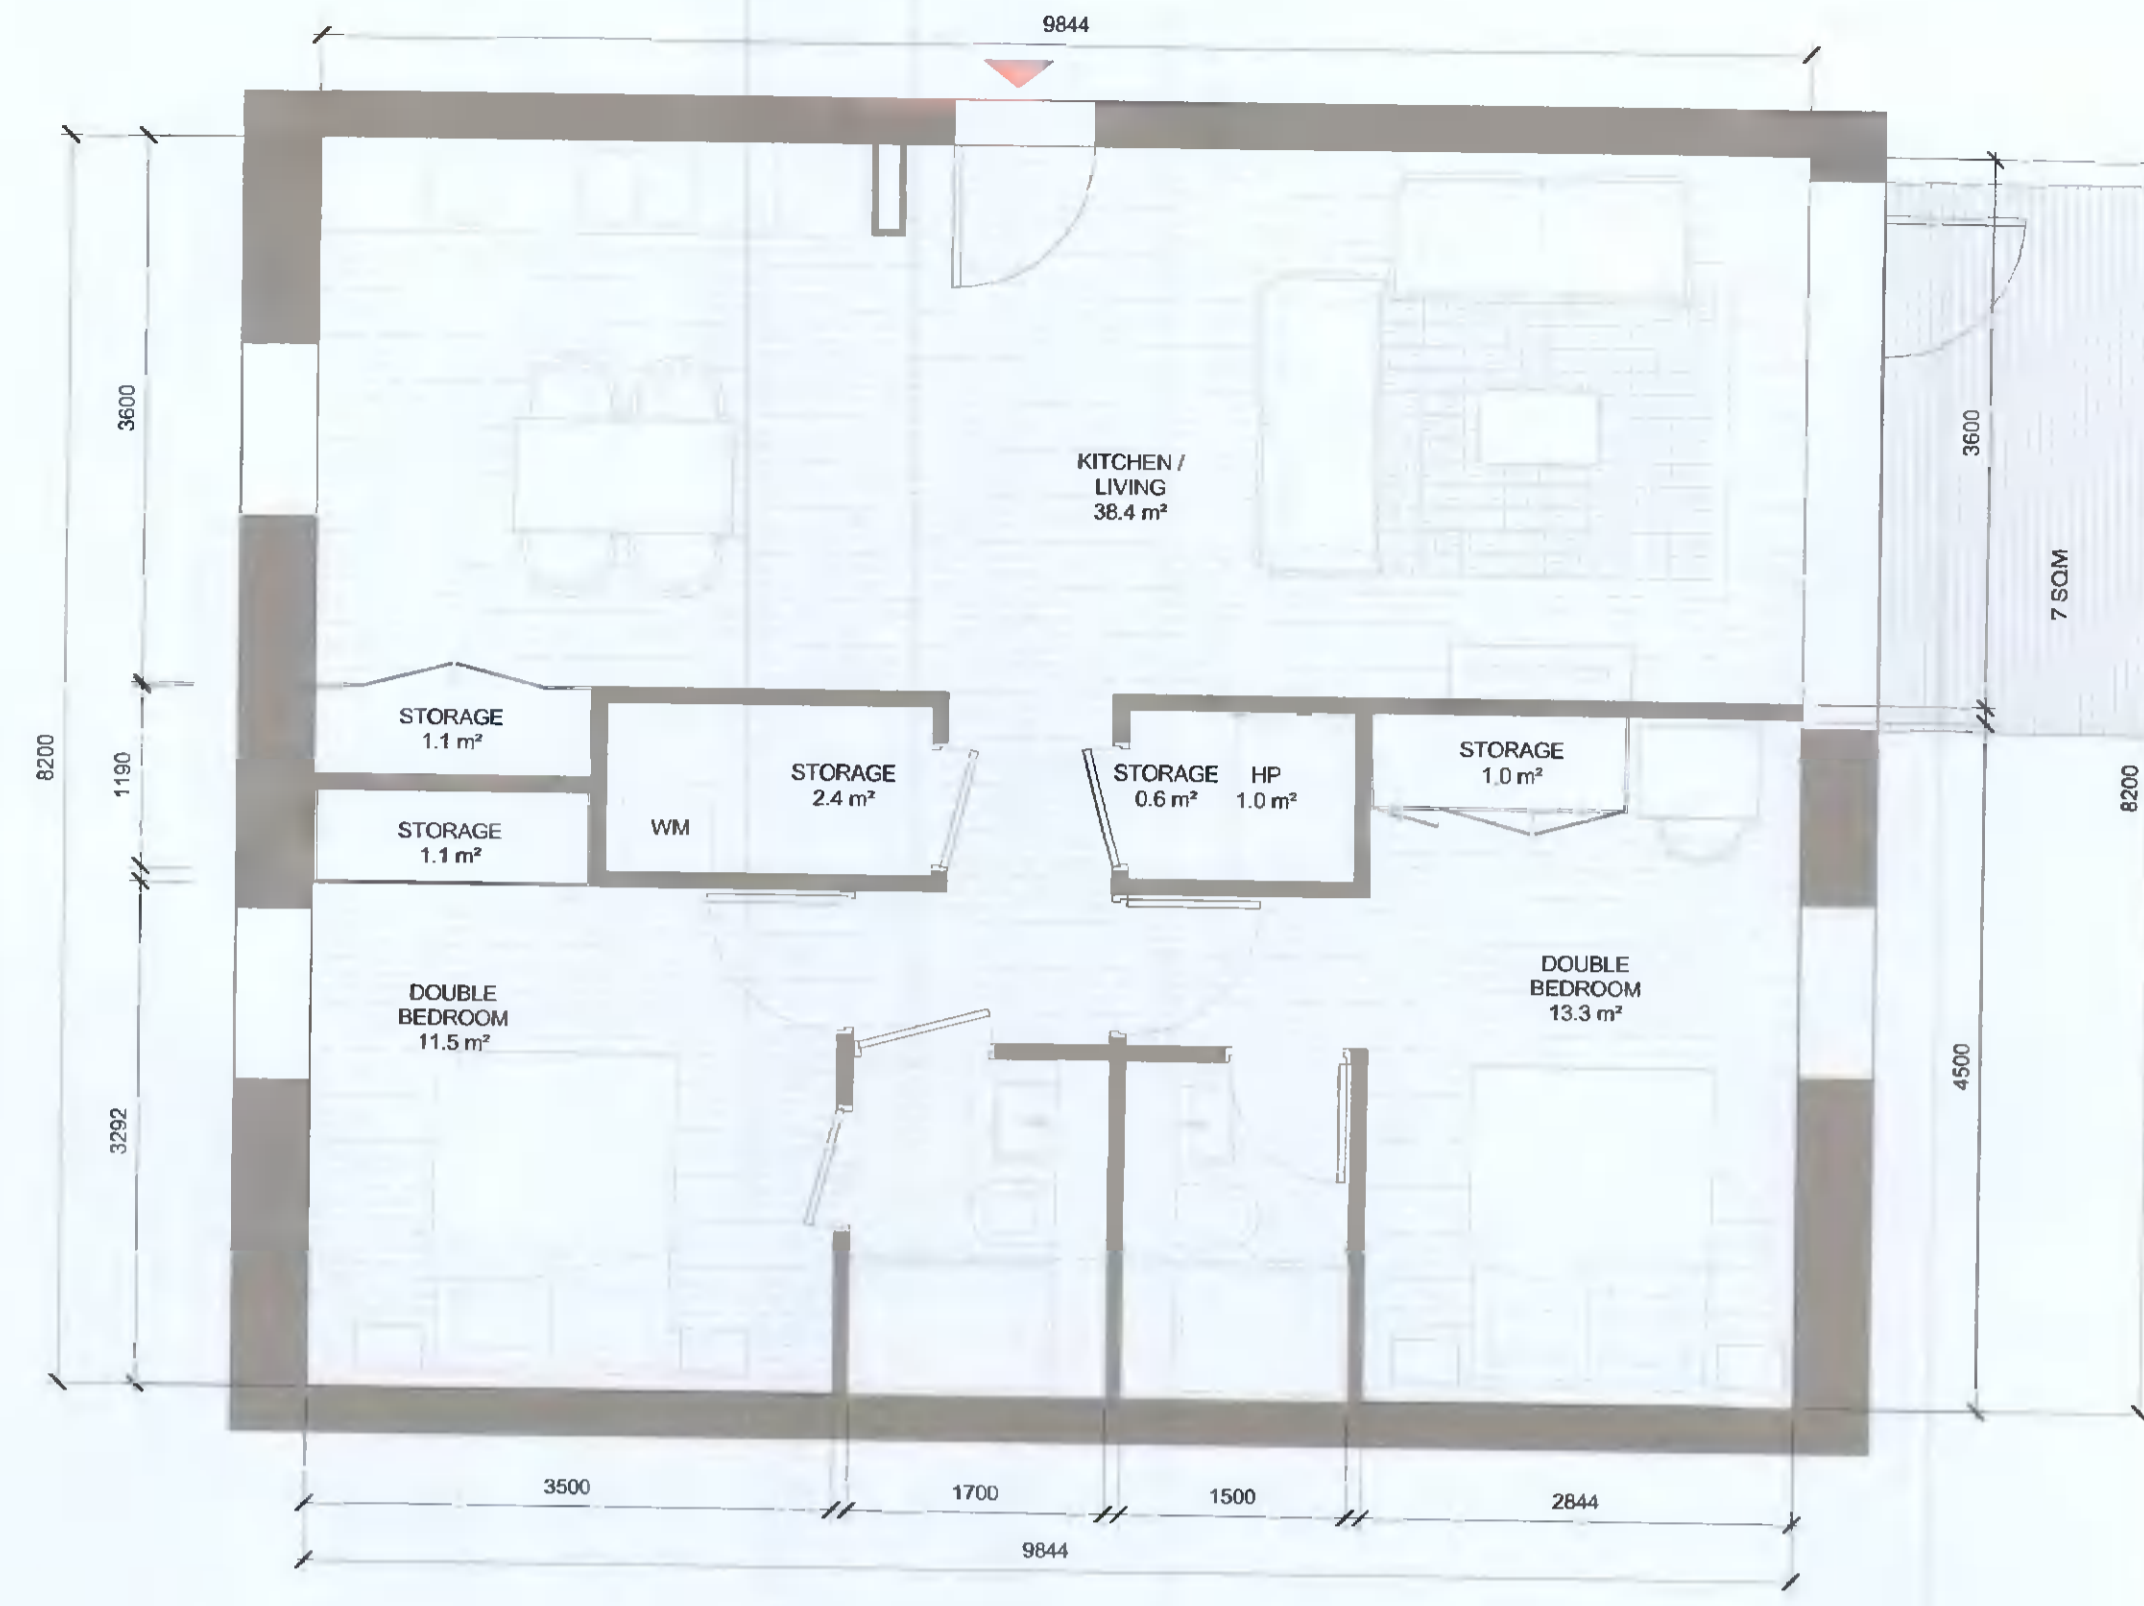 9844
3600
3600
KITCHEN /
LIVING
38.4 m²
7 SQM
8200
1190
STORAGE
1.1 m²
STORAGE
2.4 m²
WM
STORAGE
0.6 m²
HP
1.0 m²
STORAGE
1.0 m²
8200
STORAGE
1.1 m²
DOUBLE
BEDROOM
11.5 m²
DOUBLE
BEDROOM
13.3 m²
3292
4500
3500
1700
1500
2844
9844